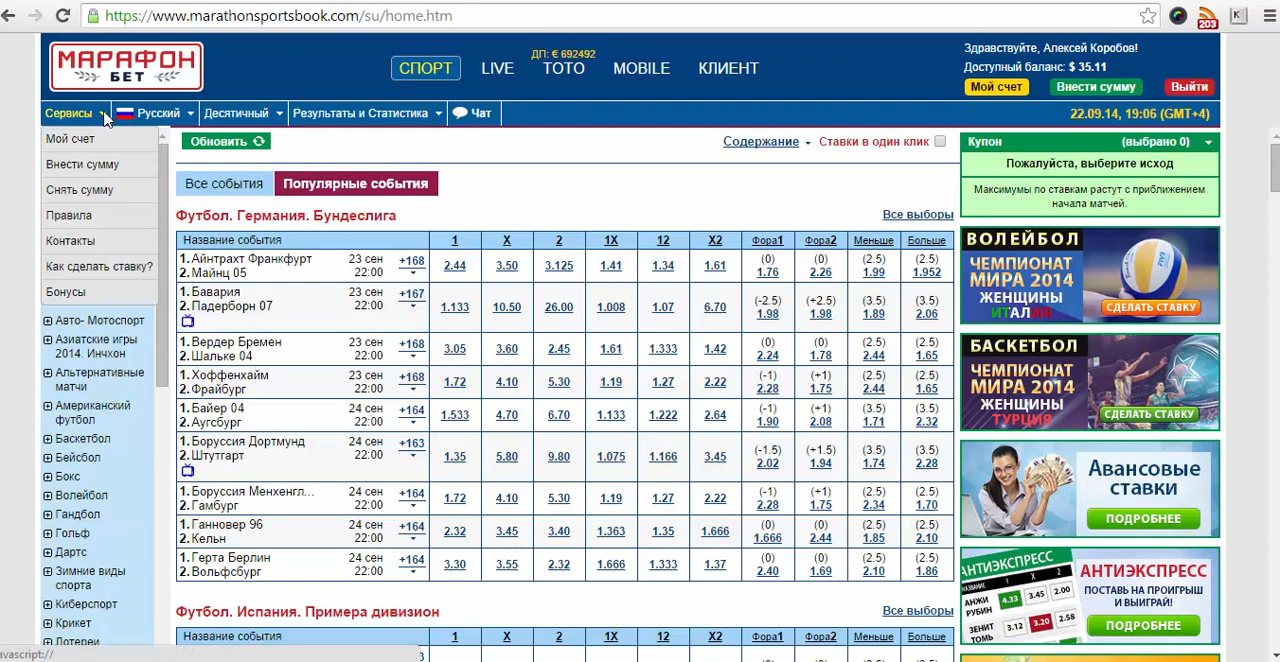 https://www.marathonsportsbook.com/su/home.htm
203
K
МАРАФОН
БЕТ
СПОРТ
LIVE
ДП: € 692492
ТОТО
MOBILE
КЛИЕНТ
Здравствуйте, Алексей Коробов!
Доступный баланс: $ 35.11
Мой счет
Внести сумму
Выйти
Сервисы
Русский
Десятичный
Результаты и Статистика
Чат
22.09.14, 19:06 (GMT+4)
Мой счет
Внести сумму
Снять сумму
Правила
Контакты
Как сделать ставку?
Бонусы
Авто- Мотоспорт
Азиатские игры
2014. Инчхон
Альтернативные
матчи
Американский
футбол
Баскетбол
Бейсбол
Бокс
Волейбол
Гандбол
Гольф
Дартс
Зимние виды
спорта
Киберспорт
Крикет
Лотереи
avascript://
Обновить
Содержание
Ставки в один клик
Все события
Популярные события
Футбол. Германия. Бундеслига
Все выборы
Название события 1 X 2 1X 12 X2 Фора1 Фора2 Меньше Больше
1.Айнтрахт Франкфурт 23 сен +168 (0) (0) (2.5) (2.5)
2.Майнц 05 22:00 2.44 3.50 3.125 1.41 1.34 1.61 1.76 2.26 1.99 1.952
1.Бавария 23 сен +167 (-2.5) (+2.5) (3.5) (3.5)
2.Падерборн 07 22:00 1.133 10.50 26.00 1.008 1.07 6.70 1.98 1.98 1.89 2.06
1.Вердер Бремен 23 сен +168 (0) (0) (2.5) (2.5)
2.Шальке 04 22:00 3.05 3.60 2.45 1.61 1.333 1.42 2.24 1.78 2.44 1.65
1.Хоффенхайм 23 сен +168 (-1) (+1) (2.5) (2.5)
2.Фрайбург 22:00 1.72 4.10 5.30 1.19 1.27 2.22 2.28 1.75 2.44 1.65
1.Байер 04 24 сен +164 (-1) (+1) (3.5) (3.5)
2.Аугсбург 22:00 1.533 4.70 6.70 1.133 1.222 2.64 1.90 2.08 1.71 2.32
1.Боруссия Дортмунд 24 сен +163 (-1.5) (+1.5) (3.5) (3.5)
2.Штутгарт 22:00 1.35 5.80 9.80 1.075 1.166 3.45 2.02 1.94 1.74 2.28
1.Боруссия Менхенгл... 24 сен +164 (-1) (+1) (2.5) (2.5)
2.Гамбург 22:00 1.72 4.10 5.30 1.19 1.27 2.22 2.28 1.75 2.34 1.70
1.Ганновер 96 24 сен +164 (0) (0) (2.5) (2.5)
2.Кельн 22:00 2.32 3.45 3.40 1.363 1.35 1.666 1.666 2.44 1.85 2.10
1.Герта Берлин 24 сен +164 (0) (0) (2.5) (2.5)
2.Вольфсбург 22:00 3.30 3.55 2.32 1.666 1.333 1.37 2.40 1.69 2.10 1.86
Футбол. Испания. Примера дивизион
Все выборы
Название события 1 X 2 1X 12 X2 Фора1 Фора2 Меньше Больше
Купон (выбрано 0)
Пожалуйста, выберите исход
Максимумы по ставкам растут с приближением
начала матчей.
ВОЛЕЙБОЛ
ЧЕМПИОНАТ
МИРА 2014
ЖЕНЩИНЫ
ИТАЛИЯ
СДЕЛАТЬ СТАВКУ
БАСКЕТБОЛ
ЧЕМПИОНАТ
МИРА 2014
ЖЕНЩИНЫ
ТУРЦИЯ
СДЕЛАТЬ СТАВКУ
Авансовые
ставки
ПОДРОБНЕЕ
АНТИЭКСПРЕСС
1 X 2
АНЖИ
РУБИН 4.33 3.45 2.00
ЗЕНИТ
ТОМЬ 3.12 3.20 2.58
АНТИЭКСПРЕСС
ПОСТАВЬ НА ПРОИГРЫШ
И ВЫИГРАЙ!
ПОДРОБНЕЕ